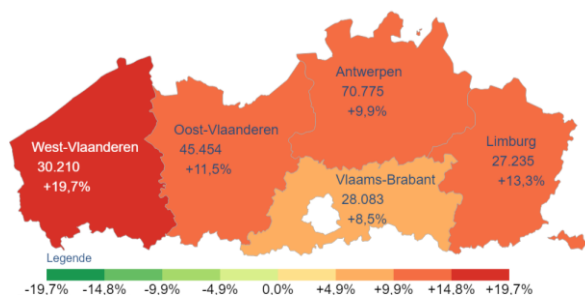 Antwerpen
70.775
+9,9%
West-Vlaanderen
30.210
+19,7%
Oost-Vlaanderen
45.454
+11,5%
Limburg
27.235
+13,3%
Vlaams-Brabant
28.083
+8,5%
Legende
-19,7% -14,8% -9,9% -4,9% 0,0% +4,9% +9,9% +14,8% +19,7%